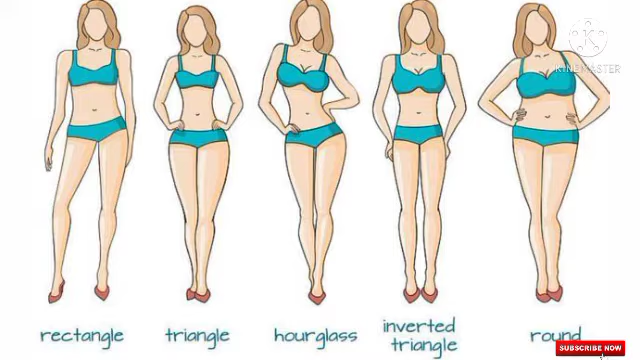 KINEMASTER
rectangle
triangle
hourglass
inverted
triangle
round
SUBSCRIBE NOW